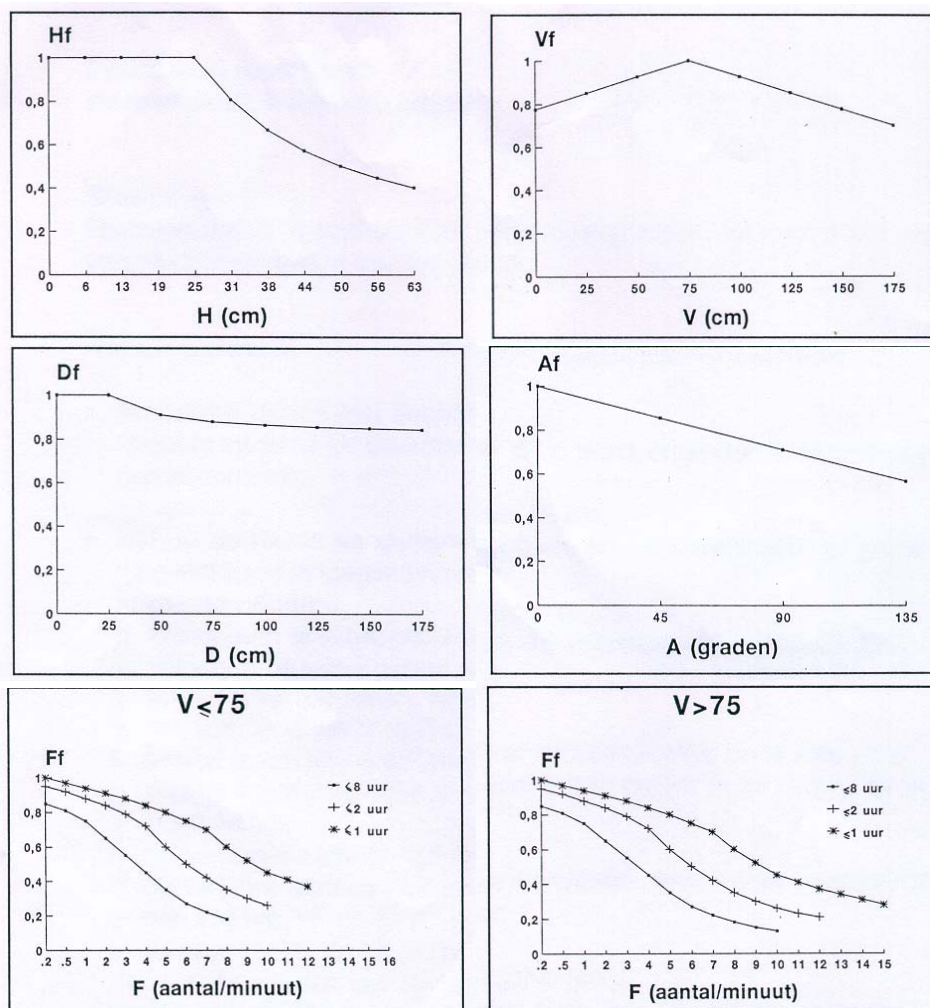 Hf
1
0,8
0,6
0,4
0,2
0
0 6 13 19 25 31 38 44 50 56 63
H (cm)
Vf
1
0,8
0,6
0,4
0,2
0
0 25 50 75 100 125 150 175
V (cm)
Df
1
0,8
0,6
0,4
0,2
0
0 25 50 75 100 125 150 175
D (cm)
Af
1
0,8
0,6
0,4
0,2
0
0 45 90 135
A (graden)
V≤75
Ff
1
0,8
0,6
0,4
0,2
0
≤8 uur
≤2 uur
≤1 uur
.2 .5 1 2 3 4 5 6 7 8 9 10 11 12 13 14 15 16
F (aantal/minuut)
V>75
Ff
1
0,8
0,6
0,4
0,2
0
≤8 uur
≤2 uur
≤1 uur
.2 .5 1 2 3 4 5 6 7 8 9 10 11 12 13 14 15
F (aantal/minuut)